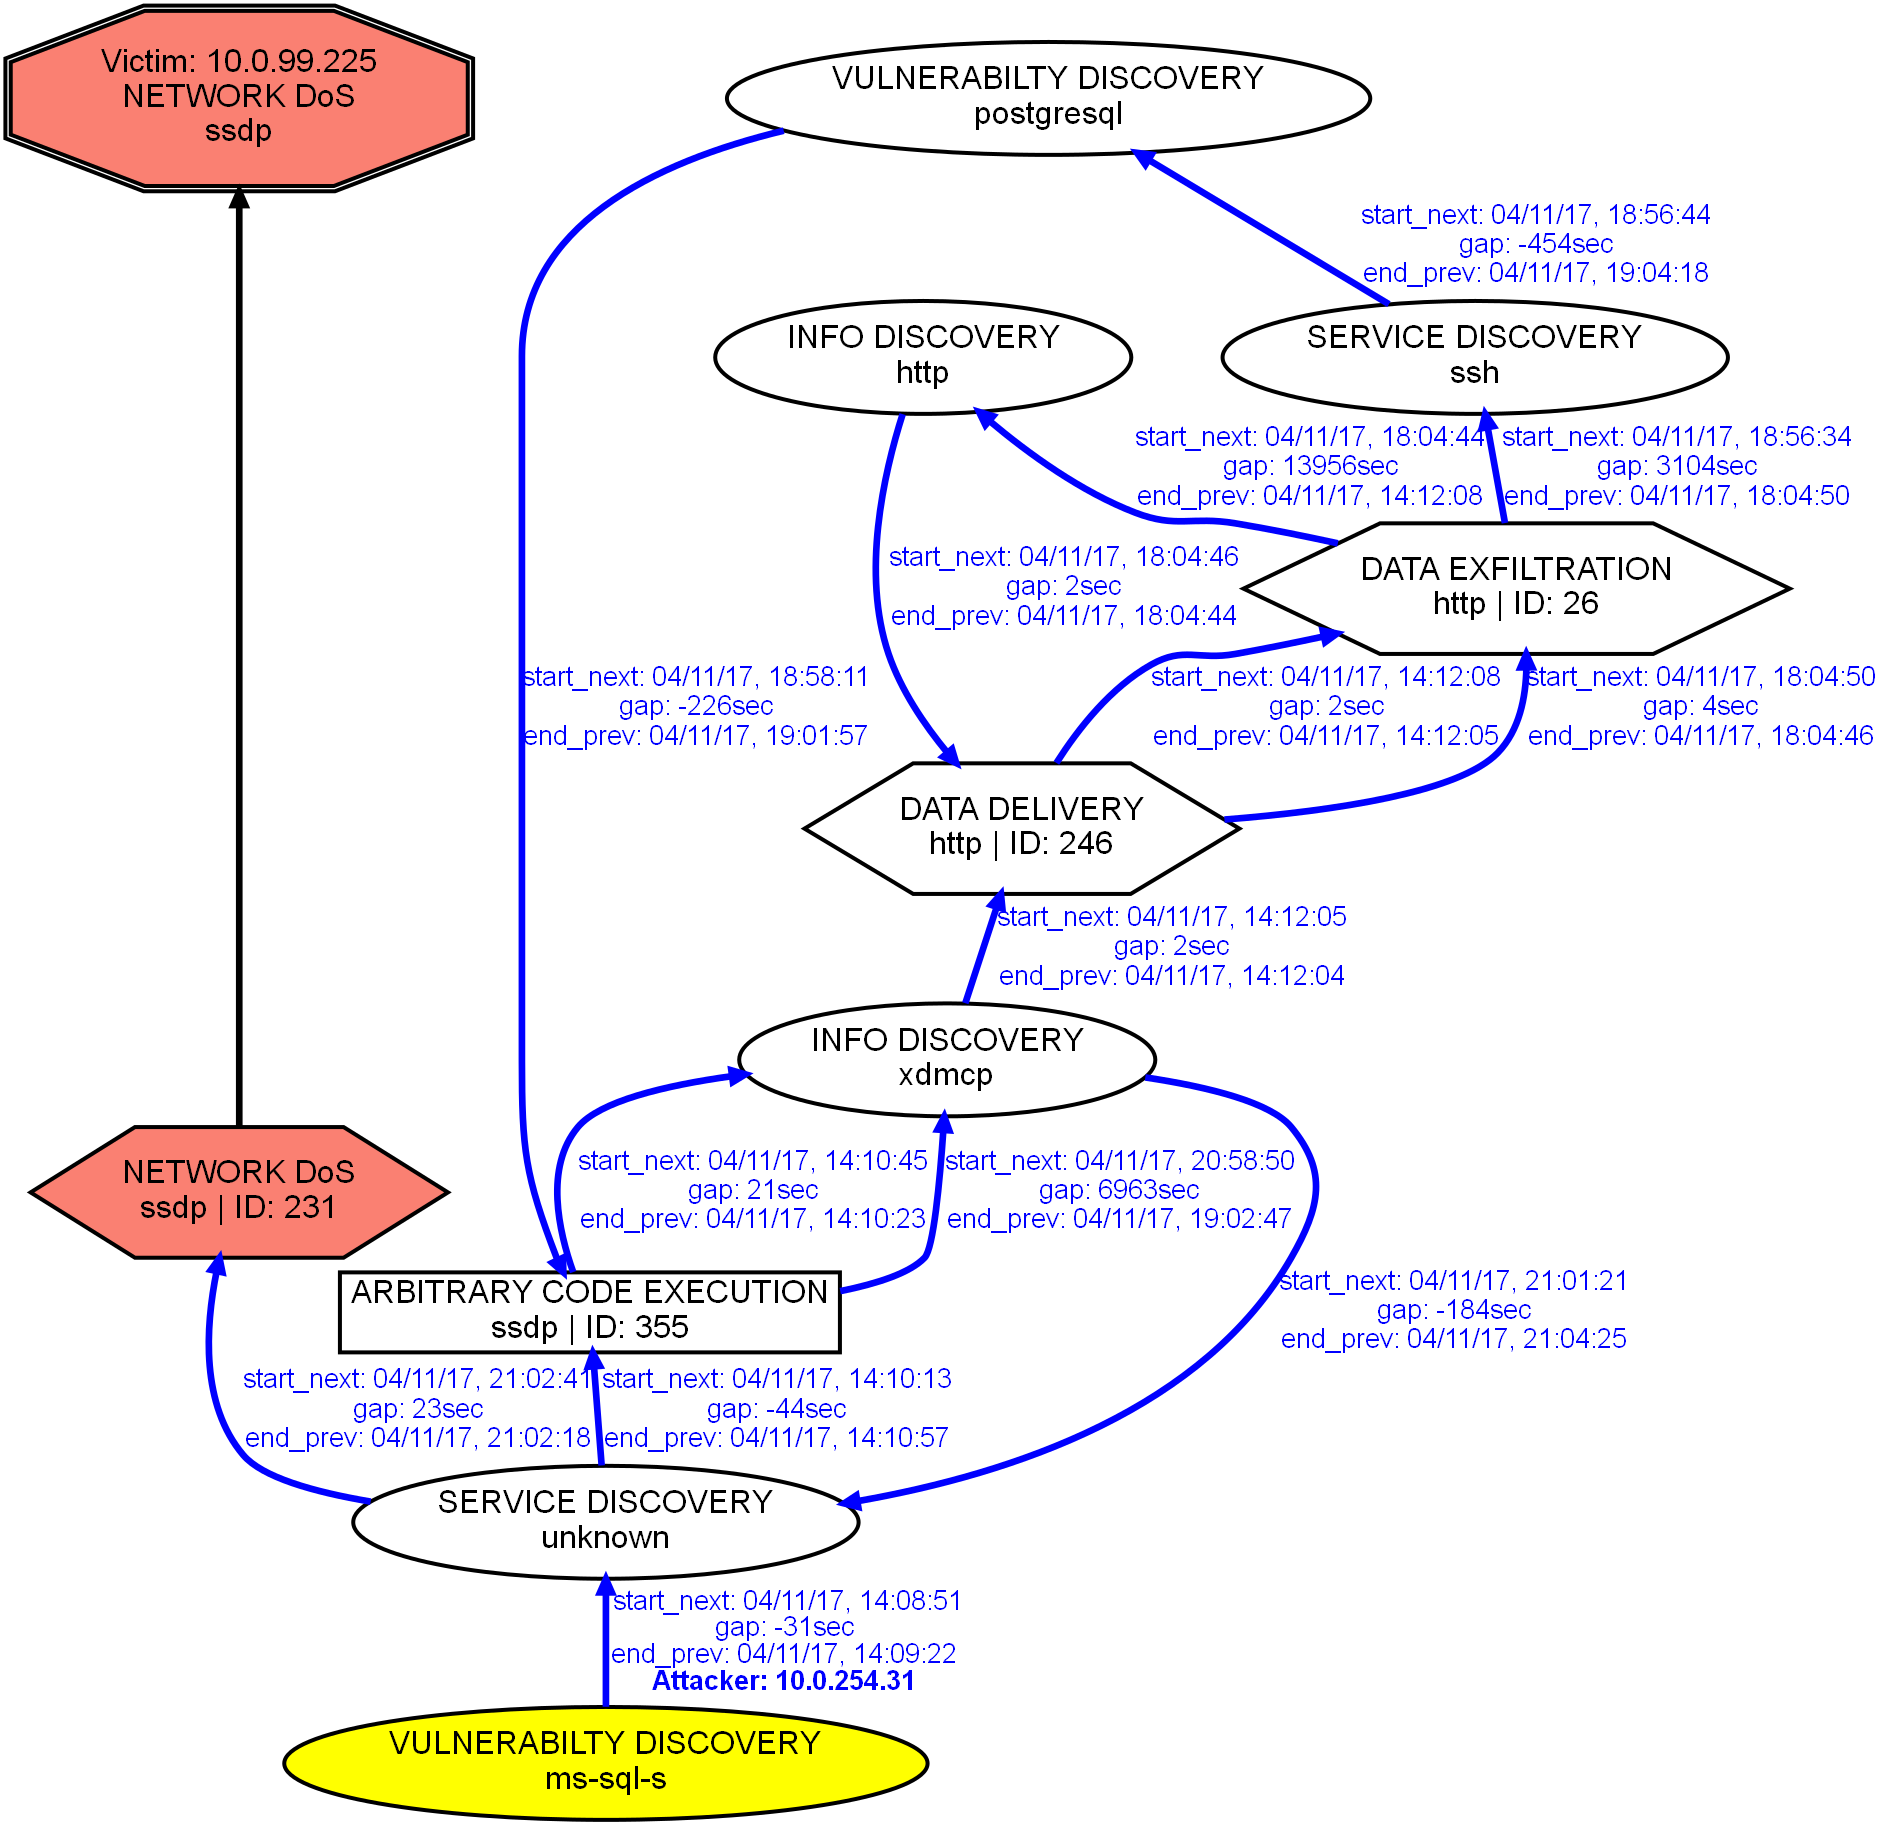 Victim: 10.0.99.225
NETWORK DoS
ssdp
VULNERABILTY DISCOVERY
postgresql
start_next: 04/11/17, 18:56:44
gap: -454sec
end_prev: 04/11/17, 19:04:18
INFO DISCOVERY
http
SERVICE DISCOVERY
ssh
start_next: 04/11/17, 18:04:44
gap: 13956sec
end_prev: 04/11/17, 14:12:08
start_next: 04/11/17, 18:56:34
gap: 3104sec
end_prev: 04/11/17, 18:04:50
start_next: 04/11/17, 18:04:46
gap: 2sec
end_prev: 04/11/17, 18:04:44
DATA EXFILTRATION
http | ID: 26
start_next: 04/11/17, 18:58:11
gap: -226sec
end_prev: 04/11/17, 19:01:57
start_next: 04/11/17, 14:12:08
gap: 2sec
end_prev: 04/11/17, 14:12:05
start_next: 04/11/17, 18:04:50
gap: 4sec
end_prev: 04/11/17, 18:04:46
DATA DELIVERY
http | ID: 246
start_next: 04/11/17, 14:12:05
gap: 2sec
end_prev: 04/11/17, 14:12:04
INFO DISCOVERY
xdmcp
NETWORK DoS
ssdp | ID: 231
start_next: 04/11/17, 14:10:45
gap: 21sec
end_prev: 04/11/17, 14:10:23
start_next: 04/11/17, 20:58:50
gap: 6963sec
end_prev: 04/11/17, 19:02:47
ARBITRARY CODE EXECUTION
ssdp | ID: 355
start_next: 04/11/17, 21:01:21
gap: -184sec
end_prev: 04/11/17, 21:04:25
start_next: 04/11/17, 21:02:41
gap: 23sec
end_prev: 04/11/17, 21:02:18
start_next: 04/11/17, 14:10:13
gap: -44sec
end_prev: 04/11/17, 14:10:57
SERVICE DISCOVERY
unknown
start_next: 04/11/17, 14:08:51
gap: -31sec
end_prev: 04/11/17, 14:09:22
Attacker: 10.0.254.31
VULNERABILTY DISCOVERY
ms-sql-s